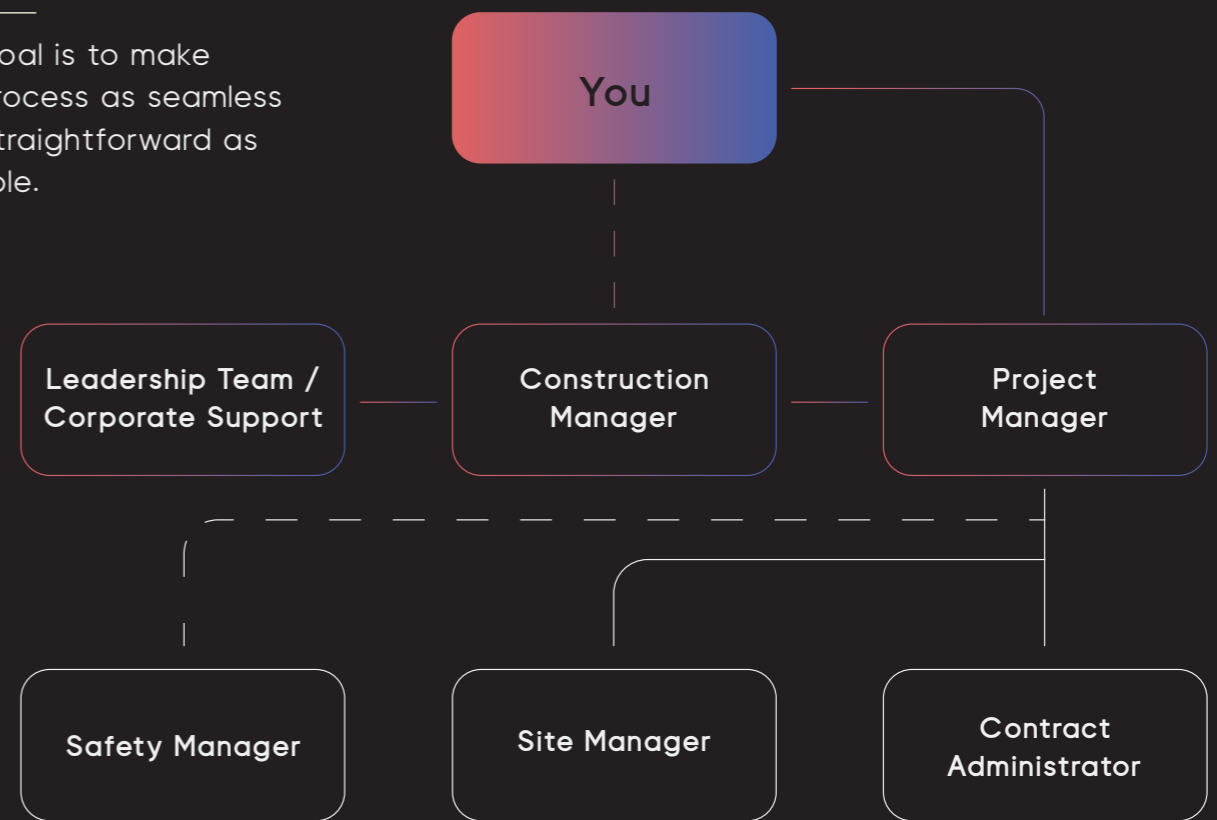 oal is to make
rocess as seamless
traightforward as
ble.
You
Leadership Team /
Corporate Support
Construction
Manager
Project
Manager
Safety Manager
Site Manager
Contract
Administrator